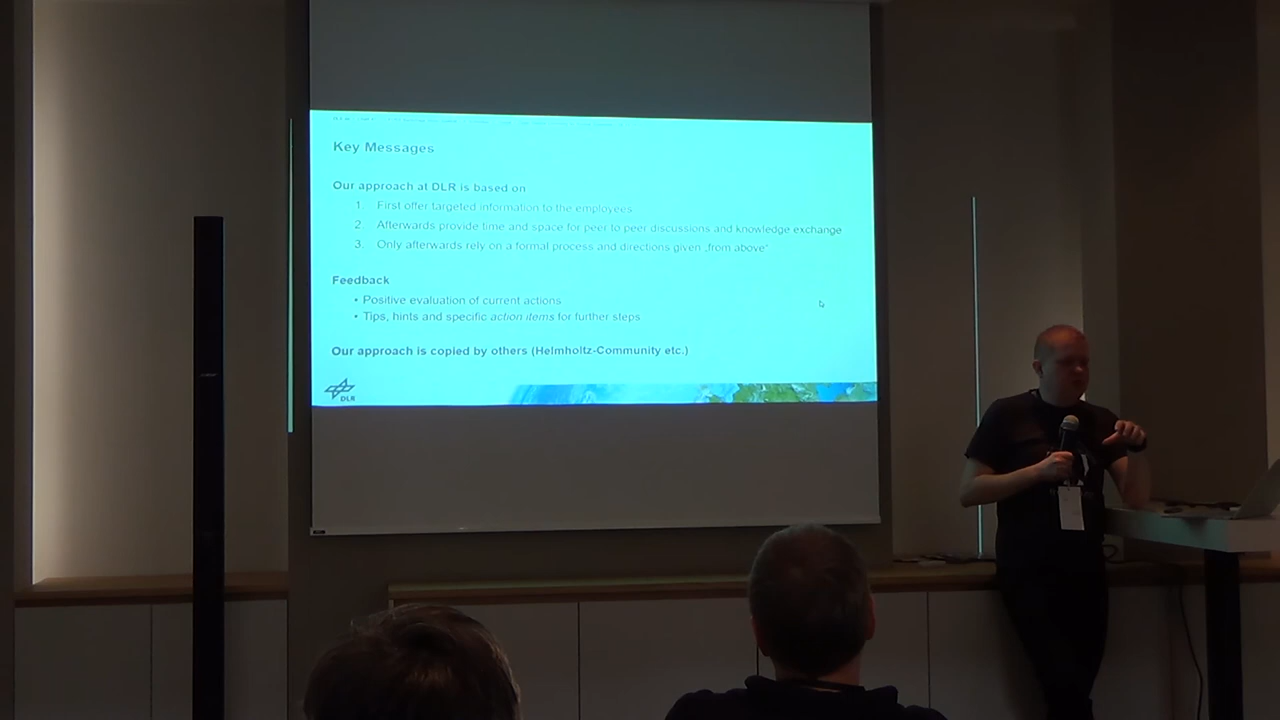 Key Messages
Our approach at DLR is based on
1. First offer targeted information to the employees
2. Afterwards provide time and space for peer to peer discussions and knowledge exchange
3. Only afterwards rely on a formal process and directions given „from above“
Feedback
• Positive evaluation of current actions
• Tips, hints and specific action items for further steps
Our approach is copied by others (Helmholtz-Community etc.)
DLR